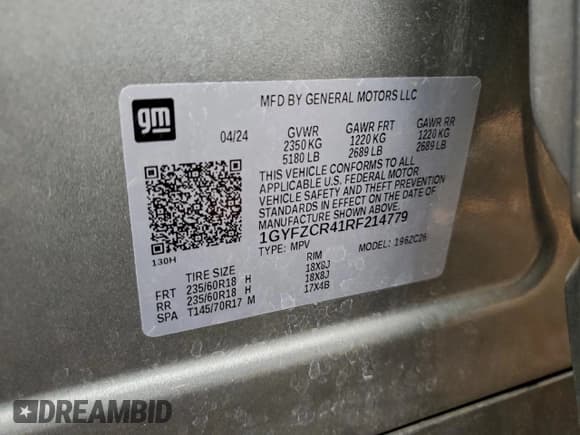 gm
MFD BY GENERAL MOTORS LLC
04/24 GVWR GAWR FRT GAWR RR
2350 KG 1220 KG 1220 KG
5180 LB 2689 LB 2689 LB
THIS VEHICLE CONFORMS TO ALL
APPLICABLE U.S. FEDERAL MOTOR
VEHICLE SAFETY AND THEFT PREVENTION
STANDARDS IN EFFECT ON THE DATE OF
MANUFACTURE SHOWN ABOVE.
1GYFZCR41RF214779
130H
TYPE: MPV MODEL: 1962C26
TIRE SIZE RIM
FRT 235/60R18 H 18X8J
RR 235/60R18 H 18X8J
SPA T145/70R17 M 17X4B
DREAMBID